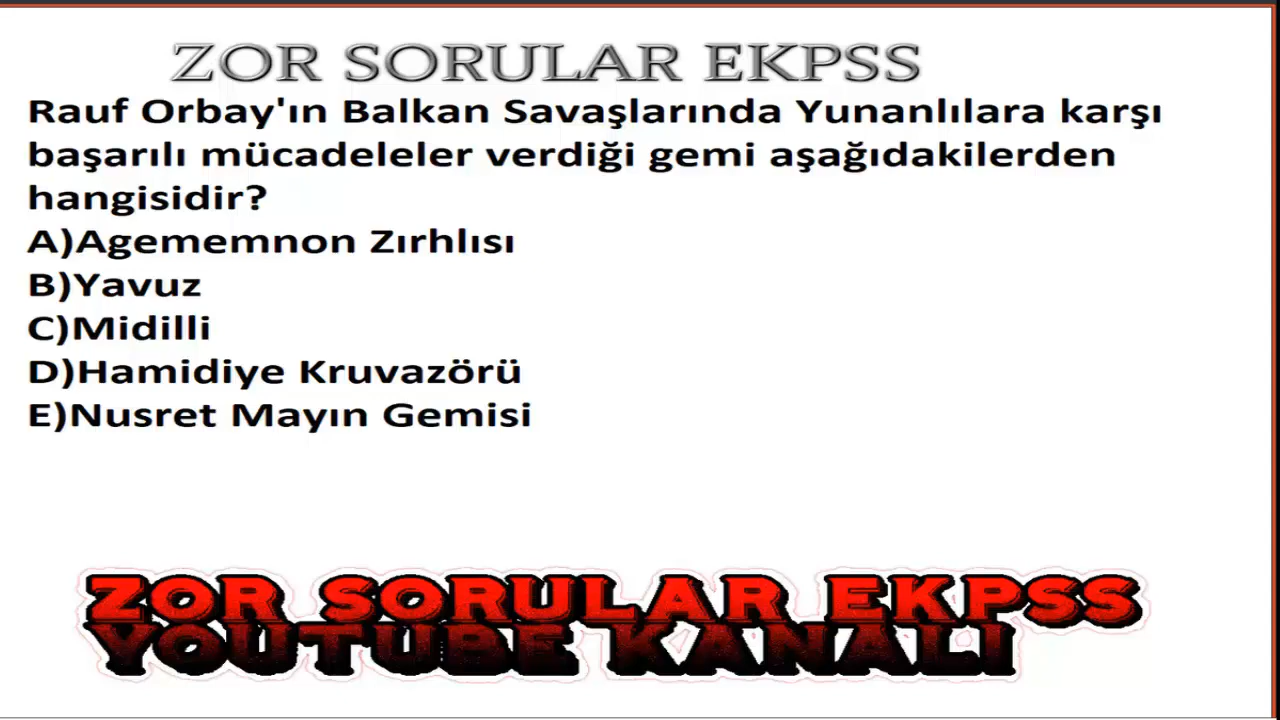 ZOR SORULAR EKPSS
Rauf Orbay'ın Balkan Savaşlarında Yunanlılara karşı
başarılı mücadeleler verdiği gemi aşağıdakilerden
hangisidir?
A)Agememnon Zırhlısı
B)Yavuz
C)Midilli
D)Hamidiye Kruvazörü
E)Nusret Mayın Gemisi
ZOR SORULAR EKPSS
YOUTUBE KANALI